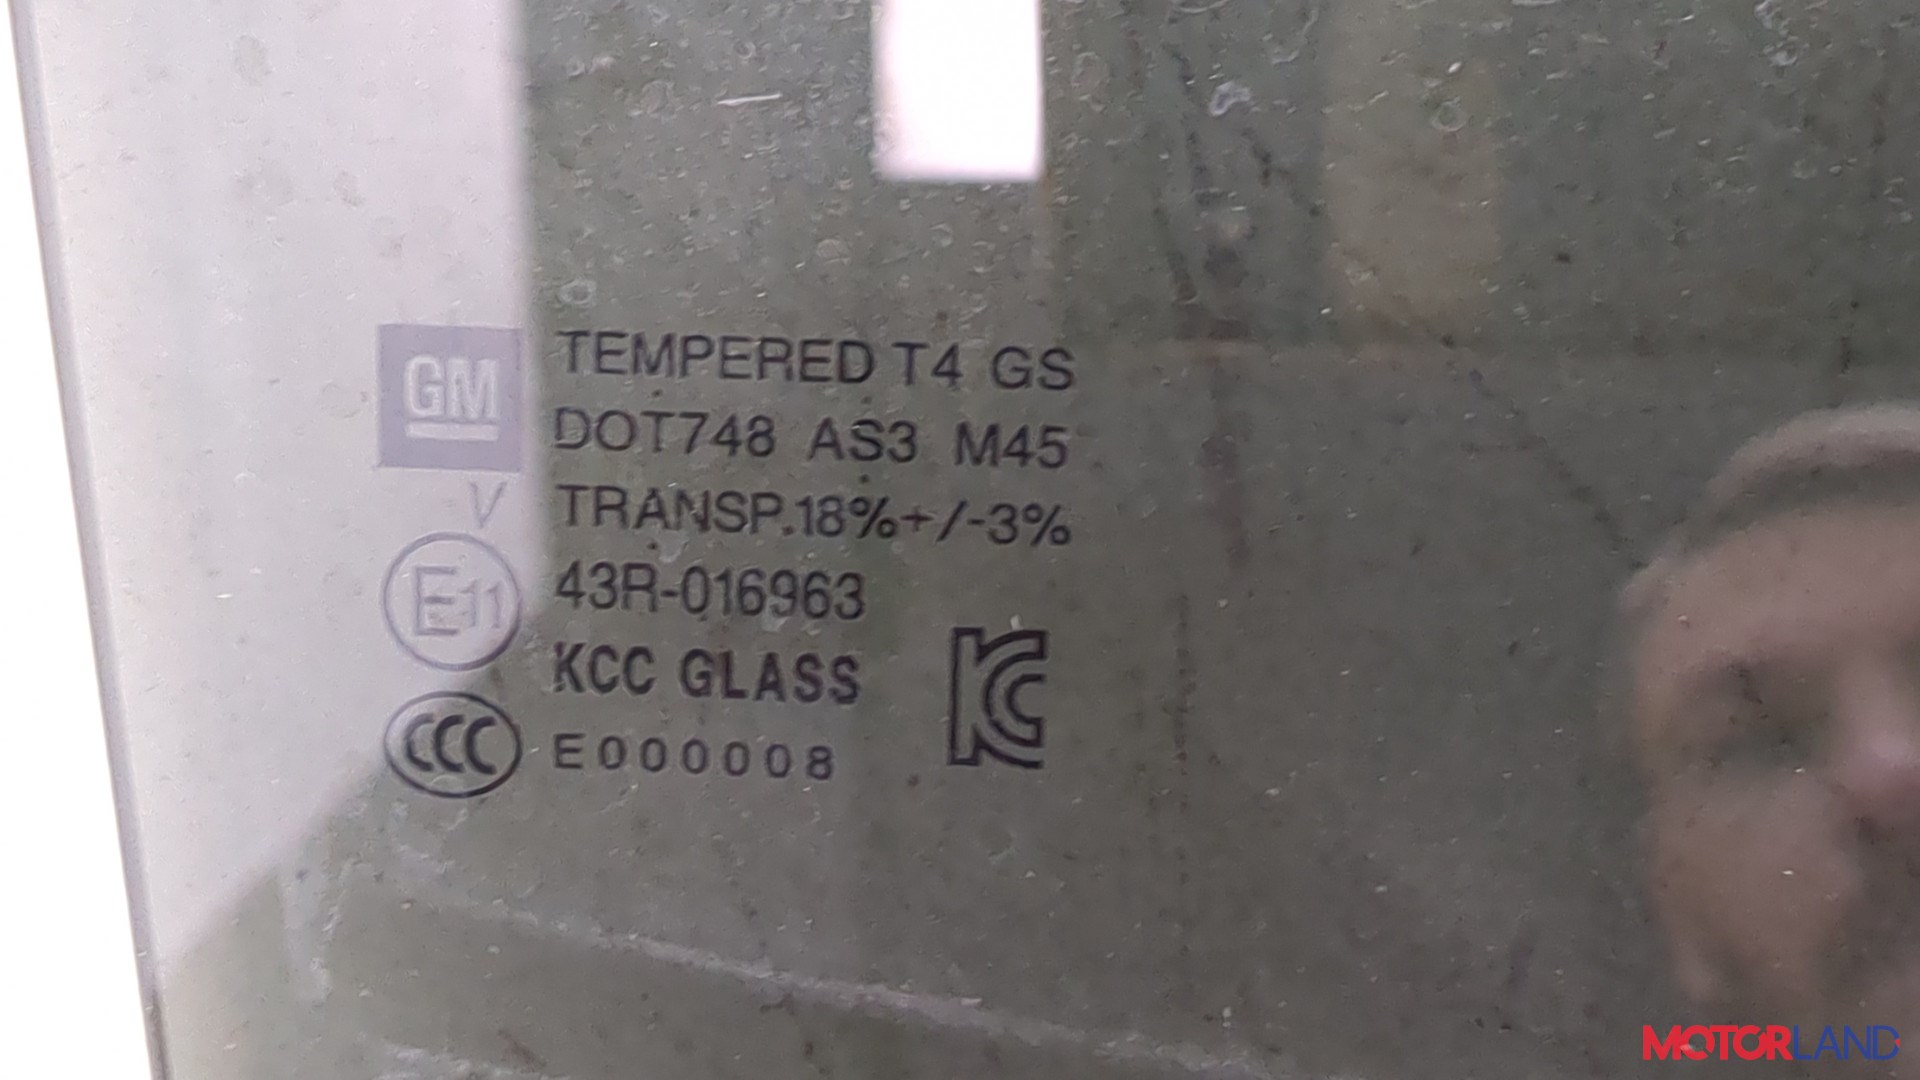 GM
TEMPERED T4 GS
DOT748 AS3 M45
V TRANSP.18%+/-3%
E11 43R-016963
KCC GLASS
CCC E000008
KC
MOTORLAND